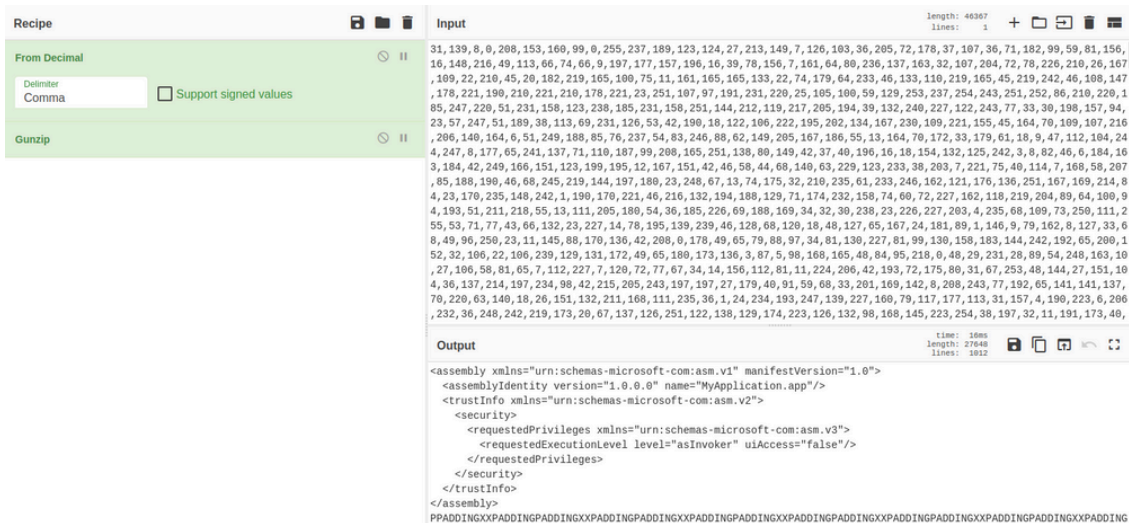 Recipe
From Decimal
Delimiter
Comma
Support signed values
Gunzip
Input
length: 46367
lines: 1
31,139,8,0,208,153,160,99,0,255,237,189,123,124,27,213,149,7,126,103,36,205,72,178,37,107,36,71,182,99,59,81,156,
16,148,216,49,113,66,74,66,9,197,177,157,196,16,39,78,156,7,161,64,80,236,137,163,32,107,204,72,78,226,210,26,167
,109,22,210,45,20,182,219,165,100,75,11,161,165,165,133,22,74,179,64,233,46,133,110,219,165,45,219,242,46,108,147
,178,221,190,210,221,210,178,221,23,251,107,97,191,231,220,25,105,100,59,129,253,237,254,243,251,252,86,210,220,1
85,247,220,51,231,158,123,238,185,231,158,251,144,212,119,217,205,194,39,132,240,227,122,243,77,33,30,198,157,94,
23,57,247,51,189,38,113,69,231,126,53,42,190,18,122,106,222,195,202,134,167,230,109,221,155,45,164,70,109,107,216
,206,140,164,6,51,249,188,85,76,237,54,83,246,88,62,149,205,167,186,55,13,164,70,172,33,179,61,18,9,47,112,104,24
4,247,8,177,65,241,137,71,110,187,99,208,165,251,138,80,149,42,37,40,196,16,18,154,132,125,242,3,8,82,46,6,184,16
3,184,42,249,166,151,123,199,195,12,167,151,42,46,58,44,68,140,63,229,123,233,38,203,7,221,75,40,114,7,168,58,207
,85,188,190,46,68,245,219,144,197,180,23,248,67,13,74,175,32,210,235,61,233,246,162,121,176,136,251,167,169,214,8
4,23,170,235,148,242,1,190,170,221,46,216,132,194,188,129,71,174,232,158,74,60,72,227,162,118,219,204,89,64,100,9
4,193,51,211,218,55,13,111,205,180,54,36,185,226,69,188,169,34,32,30,238,23,226,227,203,4,235,68,109,73,250,111,2
55,53,71,77,43,66,132,23,227,14,78,195,139,239,46,128,68,120,18,48,127,65,167,24,181,89,1,146,9,79,162,8,127,33,6
8,49,96,250,23,11,145,88,170,136,42,208,0,178,49,65,79,88,97,34,81,130,227,81,99,130,158,183,144,242,192,65,200,1
52,32,106,22,106,239,129,131,172,49,65,180,173,136,3,87,5,98,168,165,48,84,95,218,0,48,29,231,28,89,54,248,163,10
,27,106,58,81,65,7,112,227,7,120,72,77,67,34,14,156,112,81,11,224,206,42,193,72,175,80,31,67,253,48,144,27,151,10
4,36,137,214,197,234,98,42,215,205,243,197,197,27,179,40,91,59,68,33,201,169,142,8,208,243,77,192,65,141,141,137,
70,220,63,140,18,26,151,132,211,168,111,235,36,1,24,234,193,247,139,227,160,79,117,177,113,31,157,4,190,223,6,206
,232,36,248,242,219,173,20,67,137,126,251,122,138,129,174,223,126,132,98,168,145,223,254,38,197,32,11,191,173,40,
Output
time: 16ms
length: 27648
lines: 1012
<assembly xmlns="urn:schemas-microsoft-com:asm.v1" manifestVersion="1.0">
<assemblyIdentity version="1.0.0.0" name="MyApplication.app"/>
<trustInfo xmlns="urn:schemas-microsoft-com:asm.v2">
<security>
<requestedPrivileges xmlns="urn:schemas-microsoft-com:asm.v3">
<requestedExecutionLevel level="asInvoker" uiAccess="false"/>
</requestedPrivileges>
</security>
</trustInfo>
</assembly>
PPADDINGXXPADDINGPADDINGXXPADDINGPADDINGXXPADDINGPADDINGXXPADDINGPADDINGXXPADDINGPADDINGXXPADDINGPADDINGXXPADDING